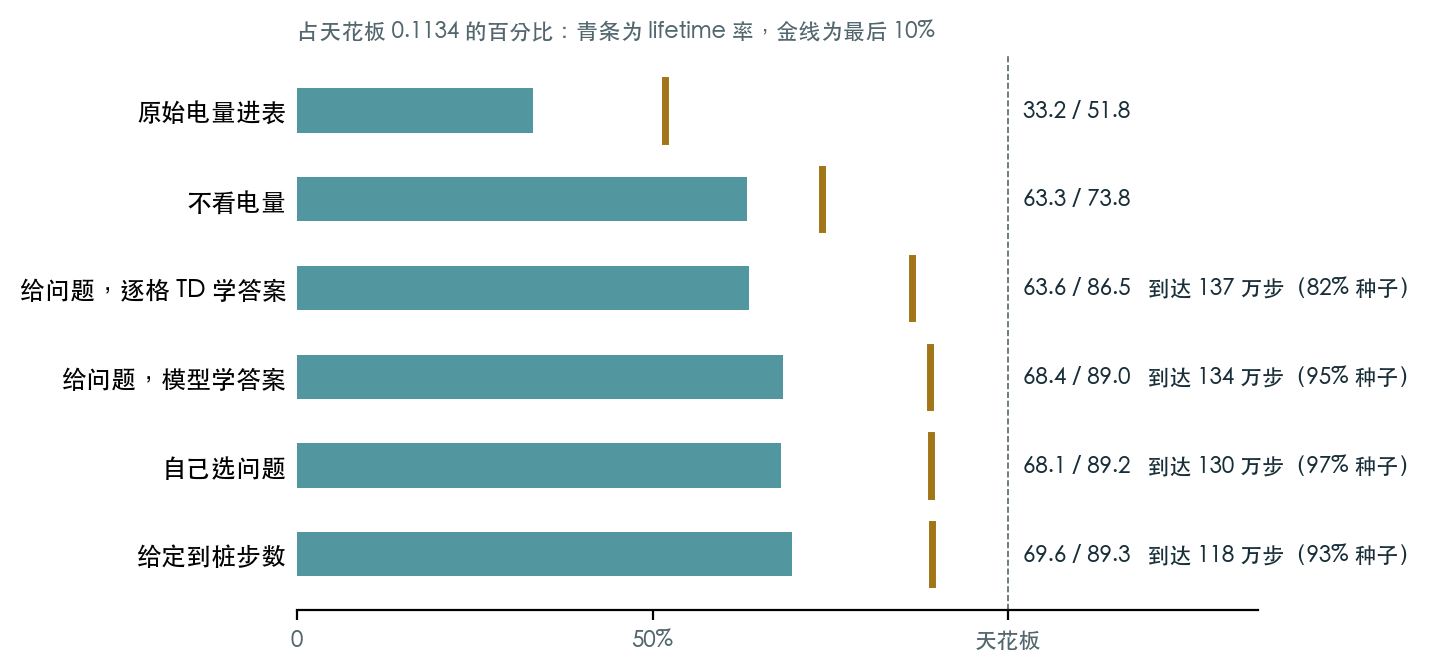 占天花板 0.1134 的百分比：青条为 lifetime 率，金线为最后 10%
原始电量进表 33.2 / 51.8
不看电量 63.3 / 73.8
给问题，逐格 TD 学答案 63.6 / 86.5 到达 137 万步（82% 种子）
给问题，模型学答案 68.4 / 89.0 到达 134 万步（95% 种子）
自己选问题 68.1 / 89.2 到达 130 万步（97% 种子）
给定到桩步数 69.6 / 89.3 到达 118 万步（93% 种子）
0 50% 天花板